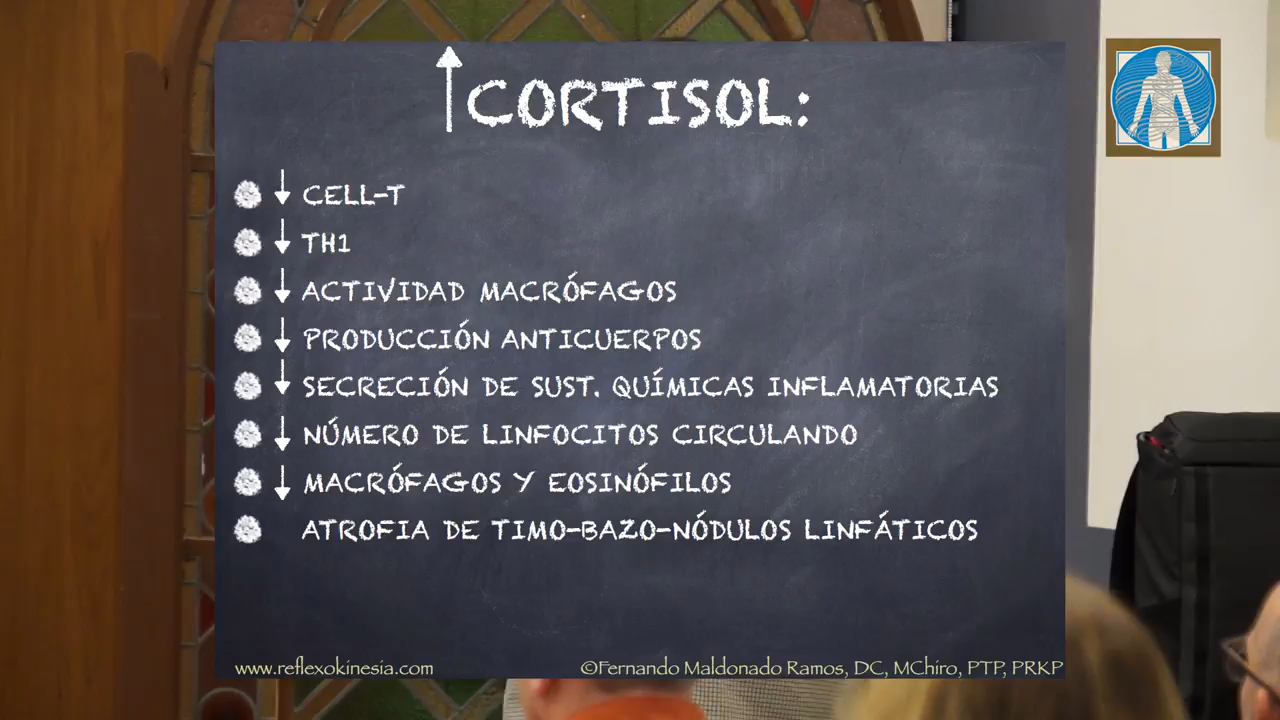 ↑CORTISOL:
↓ CELL-T
↓ TH1
↓ ACTIVIDAD MACRÓFAGOS
↓ PRODUCCIÓN ANTICUERPOS
↓ SECRECIÓN DE SUST. QUÍMICAS INFLAMATORIAS
↓ NÚMERO DE LINFOCITOS CIRCULANDO
↓ MACRÓFAGOS Y EOSINÓFILOS
ATROFIA DE TIMO-BAZO-NÓDULOS LINFÁTICOS
www.reflexokinesia.com ©Fernando Maldonado Ramos, DC, MChiro, PTP, PRKP